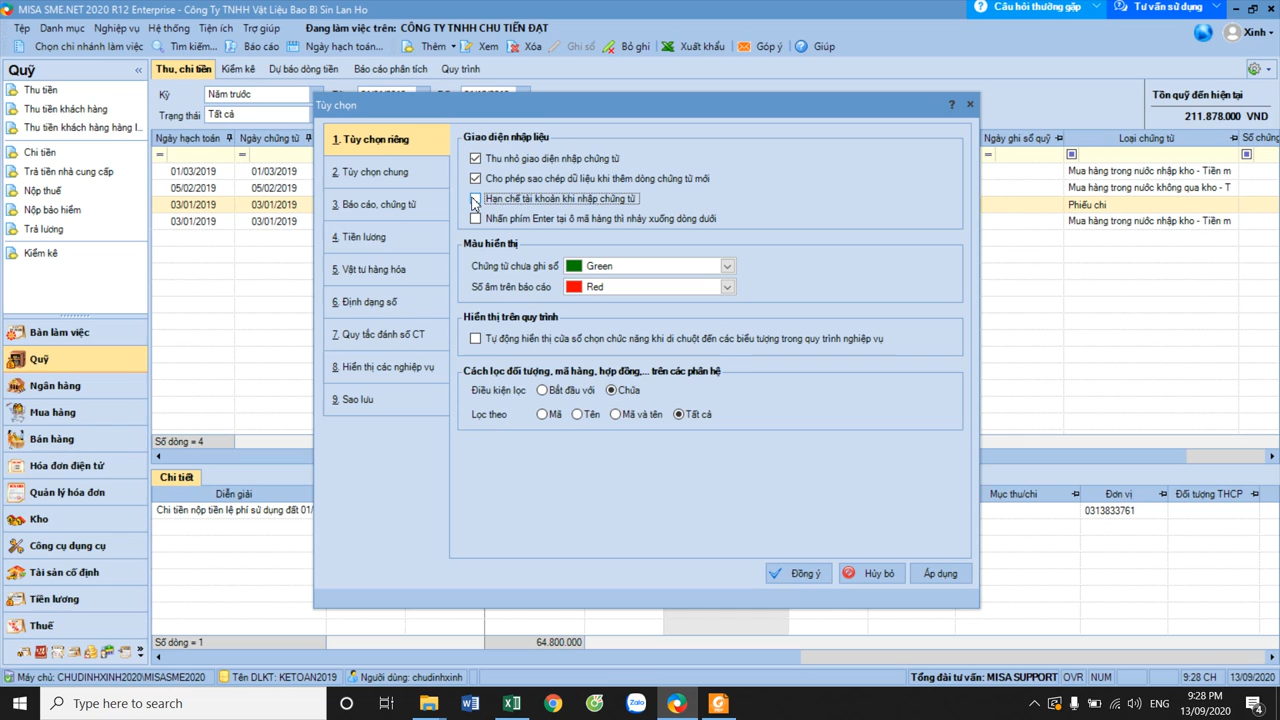 MISA SME.NET 2020 R12 Enterprise - Công Ty TNHH Vật Liệu Bao Bì Sin Lan Ho
Câu hỏi thường gặp
Tư vấn sử dụng
Tệp Danh mục Nghiệp vụ Hệ thống Tiện ích Trợ giúp
Đang làm việc trên: CÔNG TY TNHH CHU TIẾN ĐẠT
Chọn chi nhánh làm việc Tìm kiếm... Báo cáo Ngày hạch toán... Thêm Xem Xóa Ghi sổ Bỏ ghi Xuất khẩu Góp ý Giúp
Xinh
Quỹ
Thu, chi tiền Kiểm kê Dự báo dòng tiền Báo cáo phân tích Quy trình
Thu tiền
Thu tiền khách hàng
Thu tiền khách hàng hàng l...
Chi tiền
Trả tiền nhà cung cấp
Nộp thuế
Nộp bảo hiểm
Trả lương
Kiểm kê
Kỳ Năm trước
Trạng thái Tất cả
Tồn quỹ đến hiện tại
211.878.000 VND
Ngày hạch toán Ngày chứng từ Ngày ghi sổ quỹ Loại chứng từ Số chứng
01/03/2019 01/03/2019 Mua hàng trong nước nhập kho - Tiền m
05/02/2019 05/02/2019 Mua hàng trong nước không qua kho - T
03/01/2019 03/01/2019 Phiếu chi
03/01/2019 03/01/2019 Mua hàng trong nước nhập kho - Tiền m
Số dòng = 4
Tùy chọn
1. Tùy chọn riêng
2. Tùy chọn chung
3. Báo cáo, chứng từ
4. Tiền lương
5. Vật tư hàng hóa
6. Định dạng số
7. Quy tắc đánh số CT
8. Hiển thị các nghiệp vụ
9. Sao lưu
Giao diện nhập liệu
Thu nhỏ giao diện nhập chứng từ
Cho phép sao chép dữ liệu khi thêm dòng chứng từ mới
Hạn chế tài khoản khi nhập chứng từ
Nhấn phím Enter tại ô mã hàng thì nhảy xuống dòng dưới
Màu hiển thị
Chứng từ chưa ghi sổ Green
Số âm trên báo cáo Red
Hiển thị trên quy trình
Tự động hiển thị cửa sổ chọn chức năng khi di chuột đến các biểu tượng trong quy trình nghiệp vụ
Cách lọc đối tượng, mã hàng, hợp đồng,... trên các phân hệ
Điều kiện lọc Bắt đầu với Chứa
Lọc theo Mã Tên Mã và tên Tất cả
Đồng ý Hủy bỏ Áp dụng
Bàn làm việc
Quỹ
Ngân hàng
Mua hàng
Bán hàng
Hóa đơn điện tử
Quản lý hóa đơn
Kho
Công cụ dụng cụ
Tài sản cố định
Tiền lương
Thuế
Chi tiết
Diễn giải Mục thu/chi Đơn vị Đối tượng THCP
Chi tiền nộp tiền lệ phí sử dụng đất 01/ 0313833761
Số dòng = 1 64.800.000
Máy chủ: CHUDINHXINH2020\MISASME2020 Tên DLKT: KETOAN2019 Người dùng: chudinhxinh Tổng đài tư vấn: MISA SUPPORT OVR NUM 9:28 CH 13/09/2020
Type here to search
Zalo
9:28 PM
13/09/2020